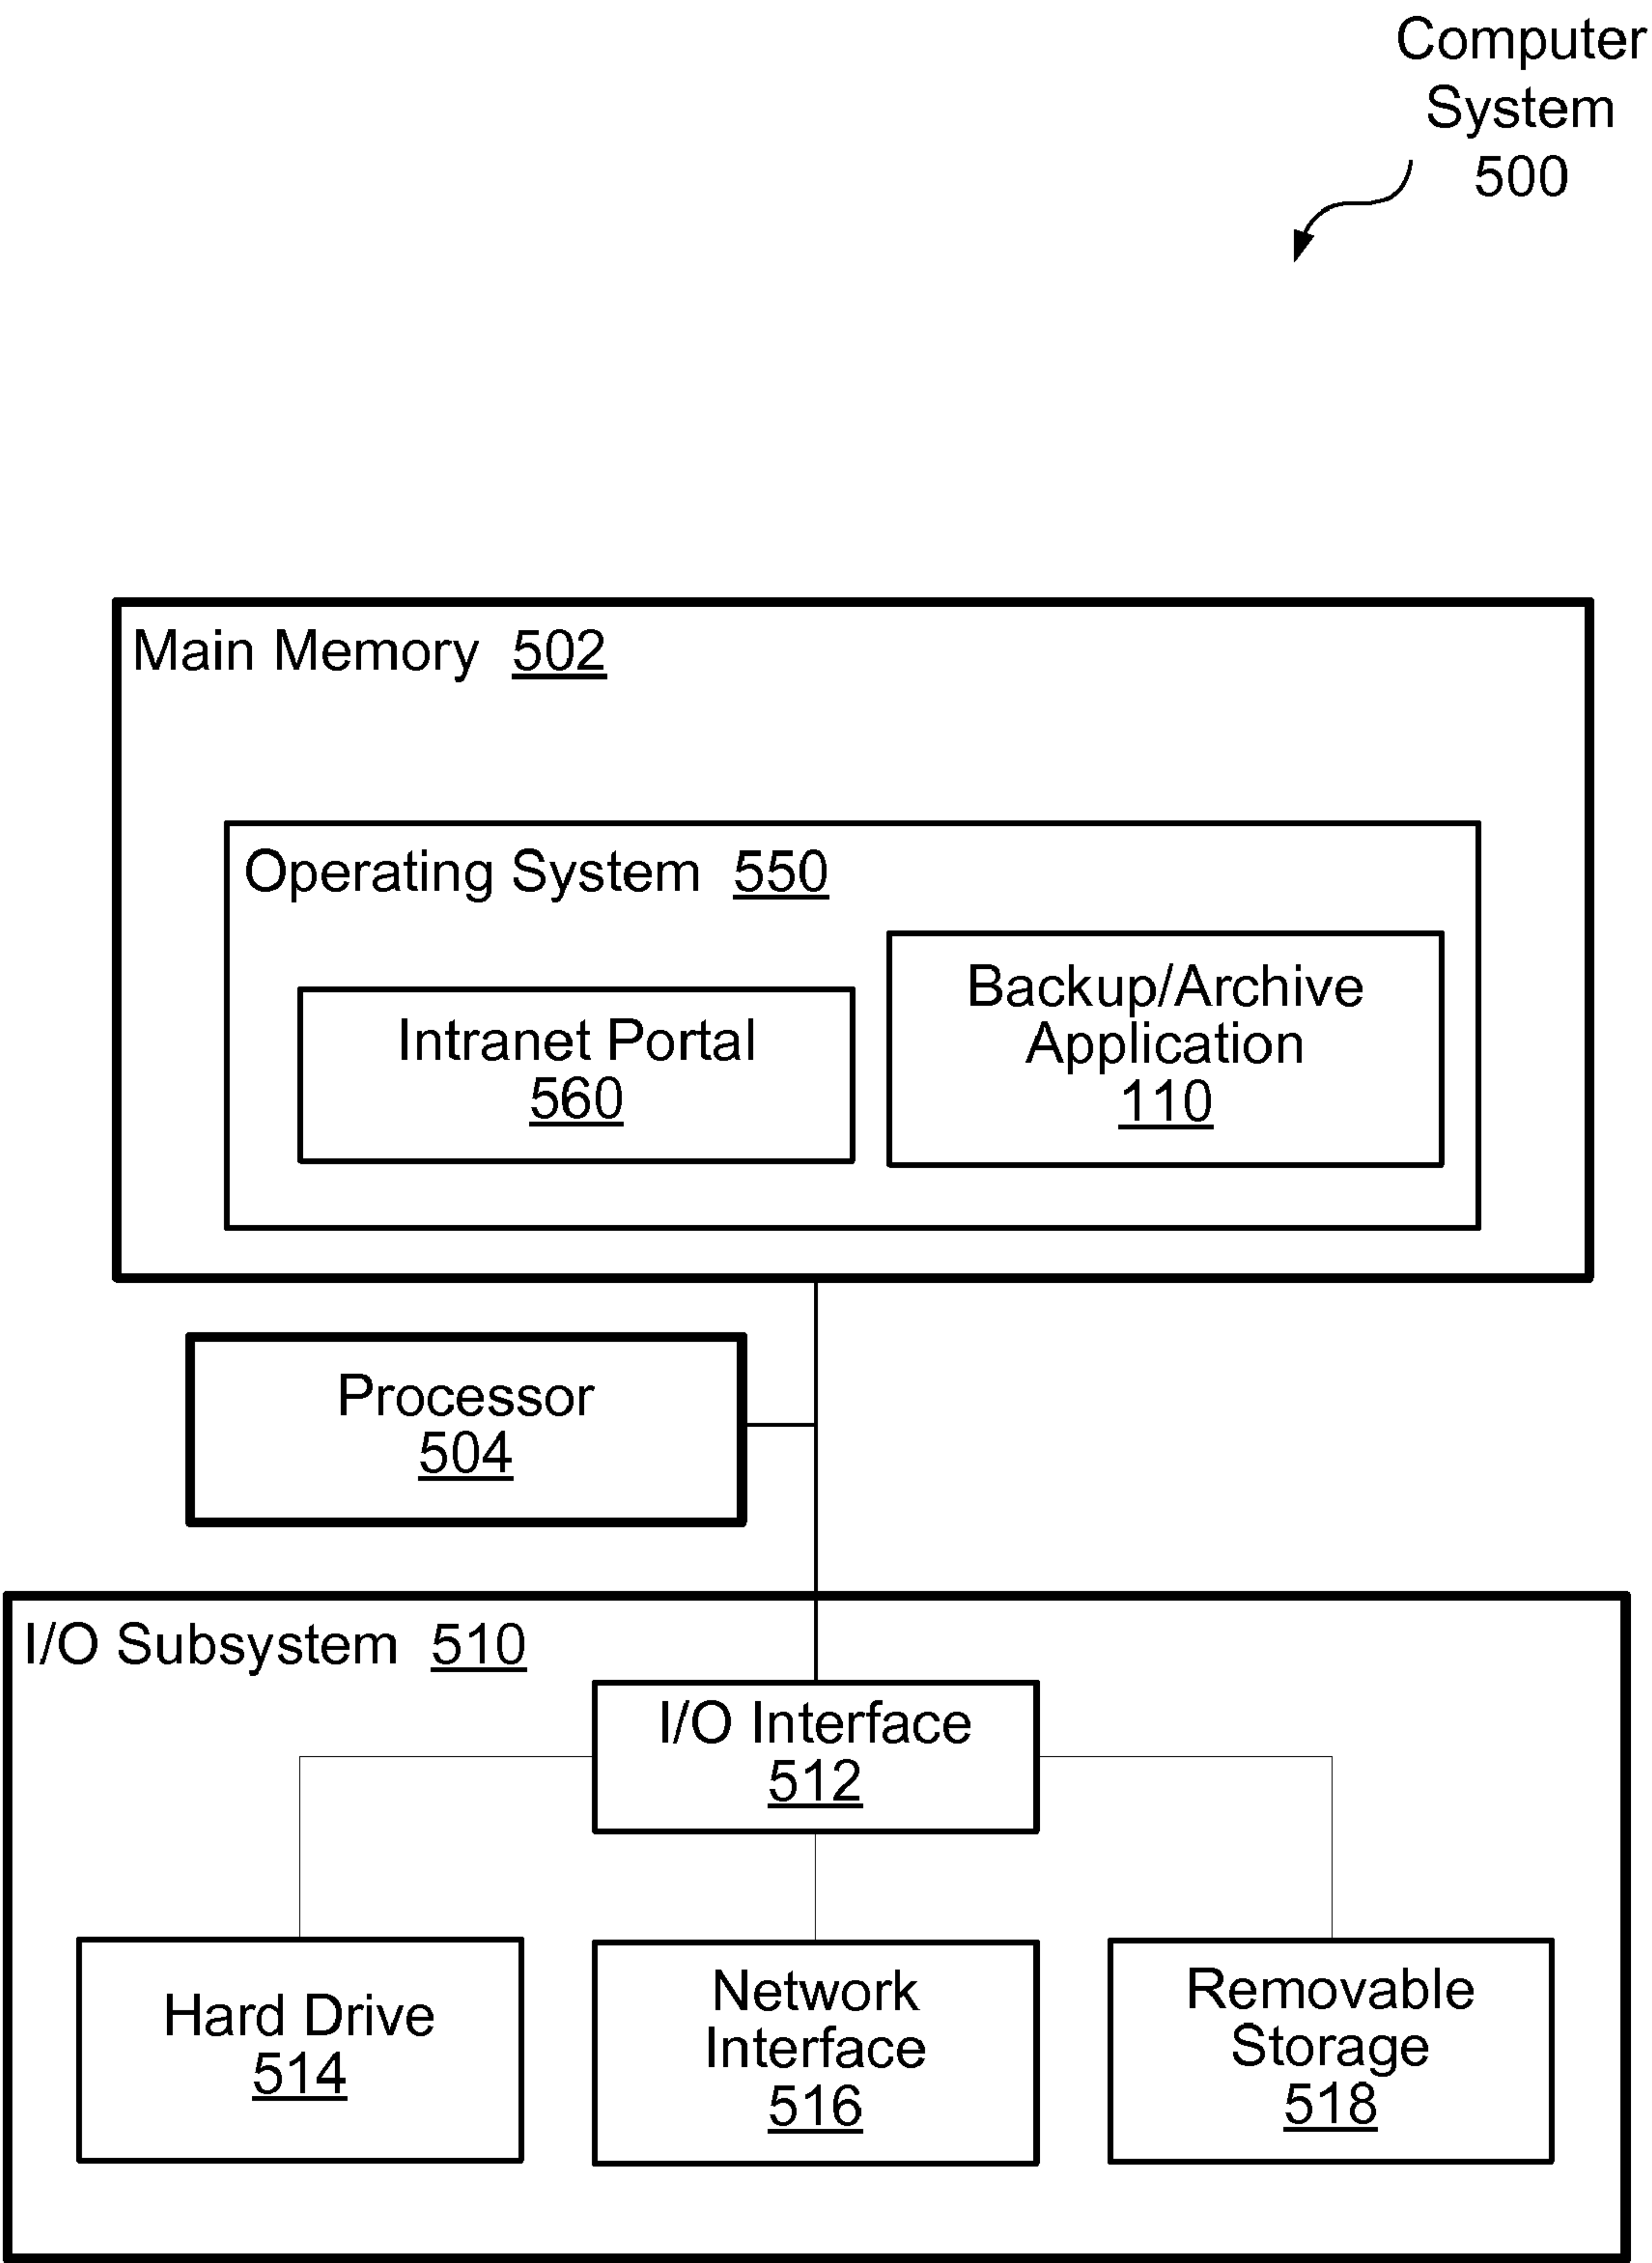 Computer
System
500
Main Memory 502
Operating System 550
Intranet Portal
560
Backup/Archive
Application
110
Processor
504
I/O Subsystem 510
I/O Interface
512
Hard Drive
514
Network
Interface
516
Removable
Storage
518